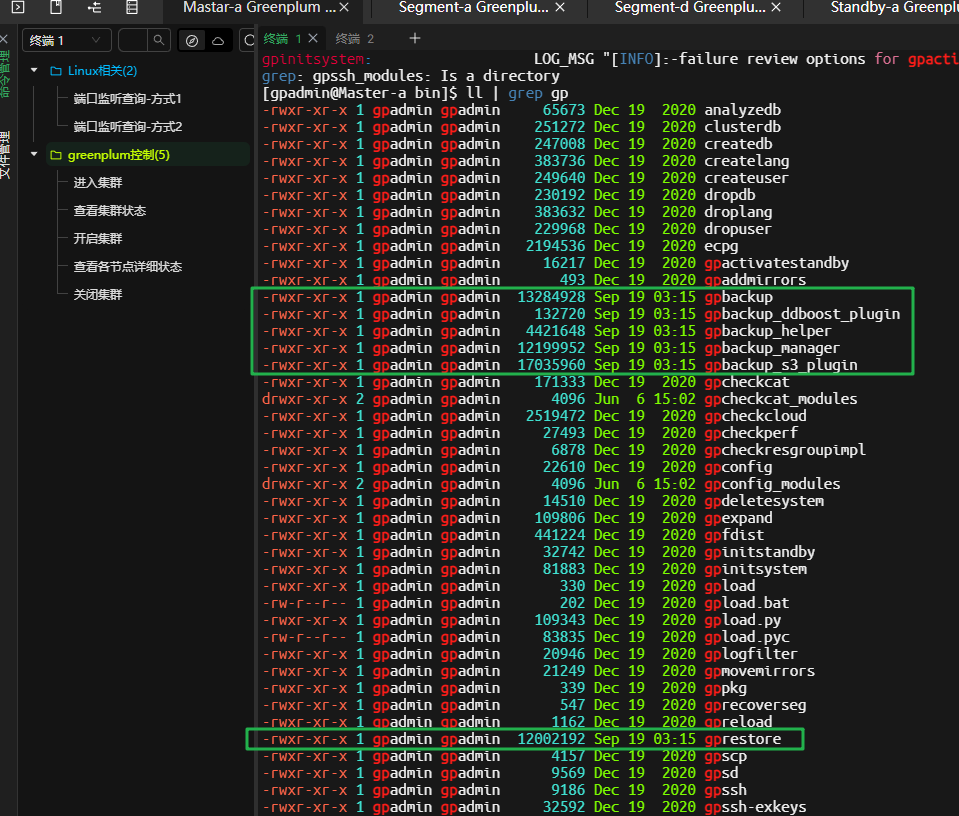 Mastar-a Greenplum ... Segment-a Greenplu... Segment-d Greenplu... Standby-a Greenplu
终端 1
终端 1 终端 2
文件管理
Linux相关(2)
端口监听查询-方式1
端口监听查询-方式2
greenplum控制(5)
进入集群
查看集群状态
开启集群
查看各节点详细状态
关闭集群
gpinitsystem: LOG_MSG "[INFO]:-failure review options for gpacti
grep: gpssh_modules: Is a directory
[gpadmin@Master-a bin]$ ll | grep gp
-rwxr-xr-x 1 gpadmin gpadmin 65673 Dec 19 2020 analyzedb
-rwxr-xr-x 1 gpadmin gpadmin 251272 Dec 19 2020 clusterdb
-rwxr-xr-x 1 gpadmin gpadmin 247008 Dec 19 2020 createdb
-rwxr-xr-x 1 gpadmin gpadmin 383736 Dec 19 2020 createlang
-rwxr-xr-x 1 gpadmin gpadmin 249640 Dec 19 2020 createuser
-rwxr-xr-x 1 gpadmin gpadmin 230192 Dec 19 2020 dropdb
-rwxr-xr-x 1 gpadmin gpadmin 383632 Dec 19 2020 droplang
-rwxr-xr-x 1 gpadmin gpadmin 229968 Dec 19 2020 dropuser
-rwxr-xr-x 1 gpadmin gpadmin 2194536 Dec 19 2020 ecpg
-rwxr-xr-x 1 gpadmin gpadmin 16217 Dec 19 2020 gpactivatestandby
-rwxr-xr-x 1 gpadmin gpadmin 493 Dec 19 2020 gpaddmirrors
-rwxr-xr-x 1 gpadmin gpadmin 13284928 Sep 19 03:15 gpbackup
-rwxr-xr-x 1 gpadmin gpadmin 132720 Sep 19 03:15 gpbackup_ddboost_plugin
-rwxr-xr-x 1 gpadmin gpadmin 4421648 Sep 19 03:15 gpbackup_helper
-rwxr-xr-x 1 gpadmin gpadmin 12199952 Sep 19 03:15 gpbackup_manager
-rwxr-xr-x 1 gpadmin gpadmin 17035960 Sep 19 03:15 gpbackup_s3_plugin
-rwxr-xr-x 1 gpadmin gpadmin 171333 Dec 19 2020 gpcheckcat
drwxr-xr-x 2 gpadmin gpadmin 4096 Jun 6 15:02 gpcheckcat_modules
-rwxr-xr-x 1 gpadmin gpadmin 2519472 Dec 19 2020 gpcheckcloud
-rwxr-xr-x 1 gpadmin gpadmin 27493 Dec 19 2020 gpcheckperf
-rwxr-xr-x 1 gpadmin gpadmin 6878 Dec 19 2020 gpcheckresgroupimpl
-rwxr-xr-x 1 gpadmin gpadmin 22610 Dec 19 2020 gpconfig
drwxr-xr-x 2 gpadmin gpadmin 4096 Jun 6 15:02 gpconfig_modules
-rwxr-xr-x 1 gpadmin gpadmin 14510 Dec 19 2020 gpdeletesystem
-rwxr-xr-x 1 gpadmin gpadmin 109806 Dec 19 2020 gpexpand
-rwxr-xr-x 1 gpadmin gpadmin 441224 Dec 19 2020 gpfdist
-rwxr-xr-x 1 gpadmin gpadmin 32742 Dec 19 2020 gpinitstandby
-rwxr-xr-x 1 gpadmin gpadmin 81883 Dec 19 2020 gpinitsystem
-rwxr-xr-x 1 gpadmin gpadmin 330 Dec 19 2020 gpload
-rw-r--r-- 1 gpadmin gpadmin 202 Dec 19 2020 gpload.bat
-rwxr-xr-x 1 gpadmin gpadmin 109343 Dec 19 2020 gpload.py
-rw-r--r-- 1 gpadmin gpadmin 83835 Dec 19 2020 gpload.pyc
-rwxr-xr-x 1 gpadmin gpadmin 20946 Dec 19 2020 gplogfilter
-rwxr-xr-x 1 gpadmin gpadmin 21249 Dec 19 2020 gpmovemirrors
-rwxr-xr-x 1 gpadmin gpadmin 339 Dec 19 2020 gppkg
-rwxr-xr-x 1 gpadmin gpadmin 547 Dec 19 2020 gprecoverseg
-rwxr-xr-x 1 gpadmin gpadmin 1162 Dec 19 2020 gpreload
-rwxr-xr-x 1 gpadmin gpadmin 12002192 Sep 19 03:15 gprestore
-rwxr-xr-x 1 gpadmin gpadmin 4157 Dec 19 2020 gpscp
-rwxr-xr-x 1 gpadmin gpadmin 9569 Dec 19 2020 gpsd
-rwxr-xr-x 1 gpadmin gpadmin 9186 Dec 19 2020 gpssh
-rwxr-xr-x 1 gpadmin gpadmin 32592 Dec 19 2020 gpssh-exkeys